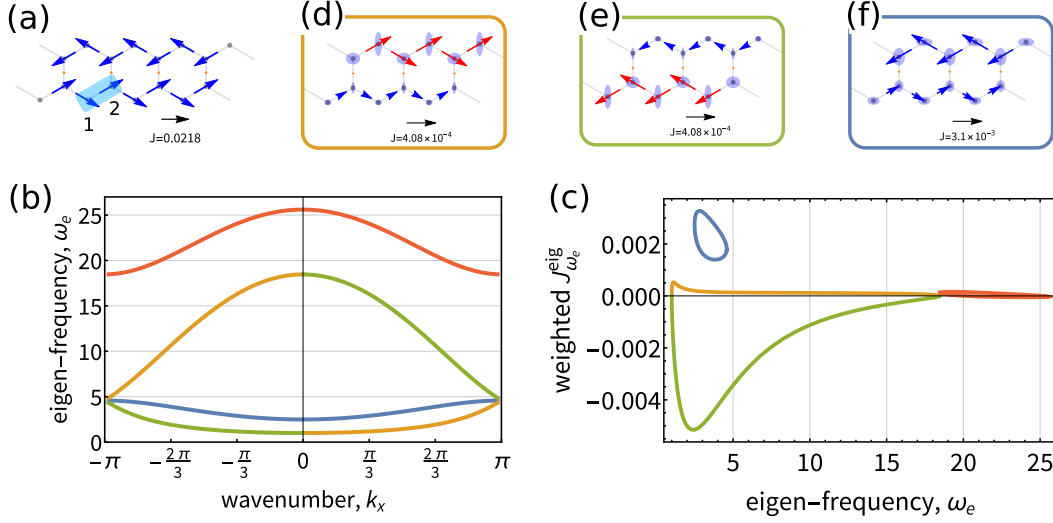 (a)
1
2
J=0.0218
(d)
J=4.08×10⁻⁴
(e)
J=4.08×10⁻⁴
(f)
J=3.1×10⁻³
(b)
eigen−frequency, ωₑ
25
20
15
10
5
0
−π
−2π/3
−π/3
0
π/3
2π/3
π
wavenumber, kₓ
(c)
weighted J^eig_ωₑ
0.002
0.000
−0.002
−0.004
5
10
15
20
25
eigen−frequency, ωₑ